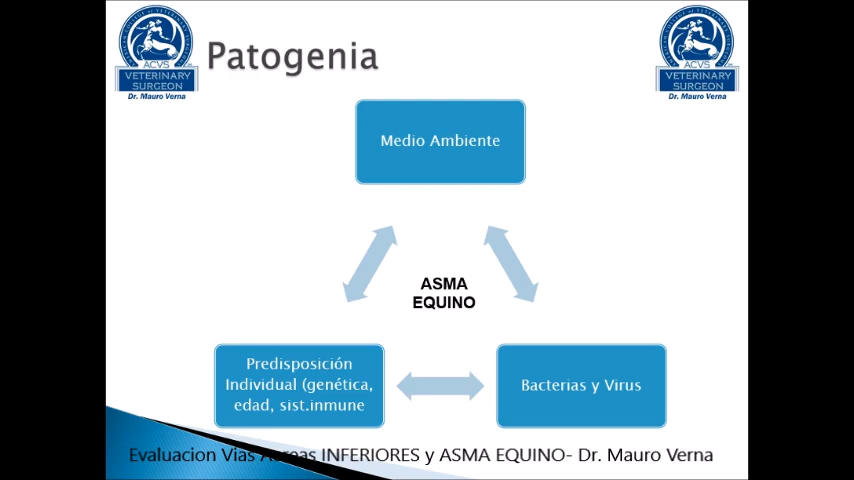 Patogenia
ACVS
VETERINARY
SURGEON
Dr. Mauro Verna
ACVS
VETERINARY
SURGEON
Dr. Mauro Verna
Medio Ambiente
ASMA
EQUINO
Predisposición
Individual (genética,
edad, sist.inmune
Bacterias y Virus
Evaluacion Vias Aereas INFERIORES y ASMA EQUINO- Dr. Mauro Verna